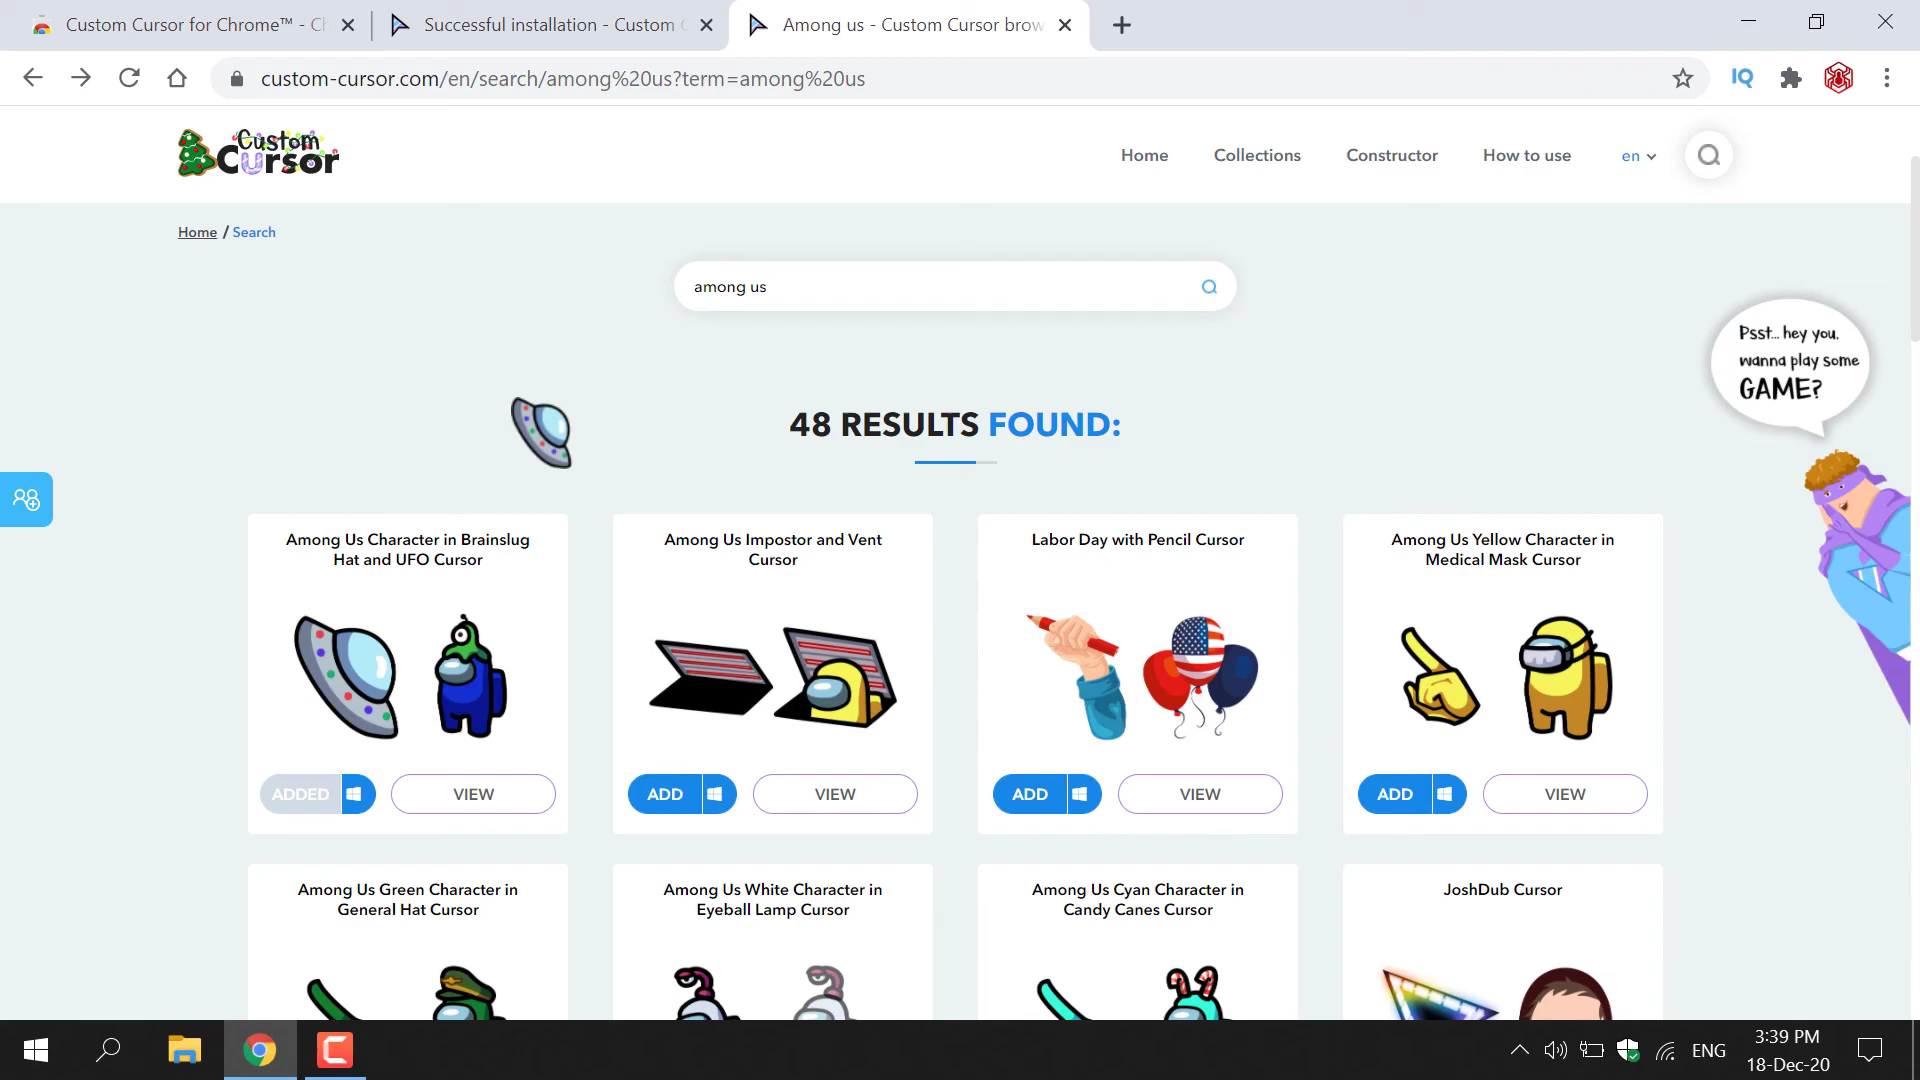 Custom Cursor for Chrome™ - Ch
Successful installation - Custom C
Among us - Custom Cursor brow
custom-cursor.com/en/search/among%20us?term=among%20us
IQ
Custom
Cursor
Home
Collections
Constructor
How to use
en
Home / Search
among us
Psst... hey you,
wanna play some
GAME?
48 RESULTS FOUND:
Among Us Character in Brainslug
Hat and UFO Cursor
ADDED
VIEW
Among Us Impostor and Vent
Cursor
ADD
VIEW
Labor Day with Pencil Cursor
ADD
VIEW
Among Us Yellow Character in
Medical Mask Cursor
ADD
VIEW
Among Us Green Character in
General Hat Cursor
Among Us White Character in
Eyeball Lamp Cursor
Among Us Cyan Character in
Candy Canes Cursor
JoshDub Cursor
ENG
3:39 PM
18-Dec-20